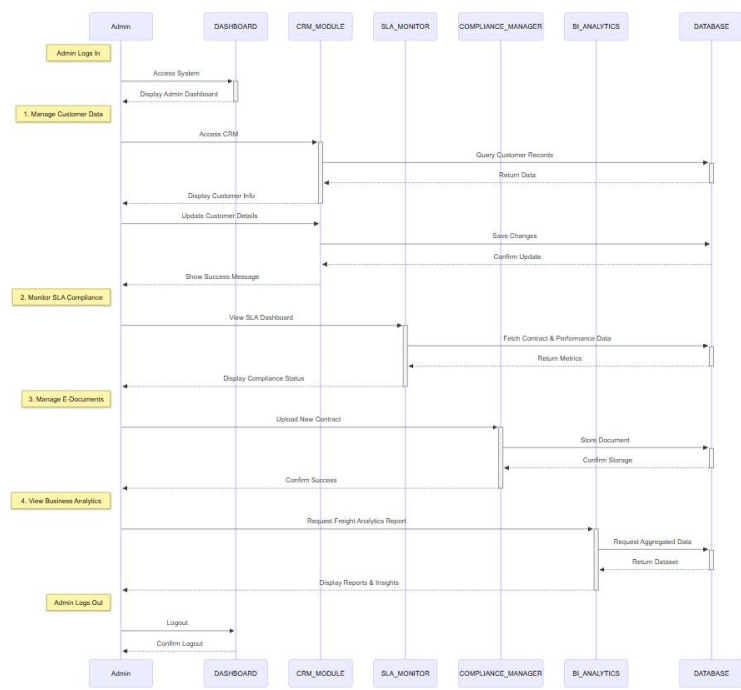 Admin DASHBOARD CRM_MODULE SLA_MONITOR COMPLIANCE_MANAGER BI_ANALYTICS DATABASE
Admin Logs In
Access System
Display Admin Dashboard
1. Manage Customer Data
Access CRM
Query Customer Records
Return Data
Display Customer Info
Update Customer Details
Save Changes
Confirm Update
Show Success Message
2. Monitor SLA Compliance
View SLA Dashboard
Fetch Contract & Performance Data
Return Metrics
Display Compliance Status
3. Manage E-Documents
Upload New Contract
Store Document
Confirm Storage
Confirm Success
4. View Business Analytics
Request Freight Analytics Report
Request Aggregated Data
Return Dataset
Display Reports & Insights
Admin Logs Out
Logout
Confirm Logout
Admin DASHBOARD CRM_MODULE SLA_MONITOR COMPLIANCE_MANAGER BI_ANALYTICS DATABASE